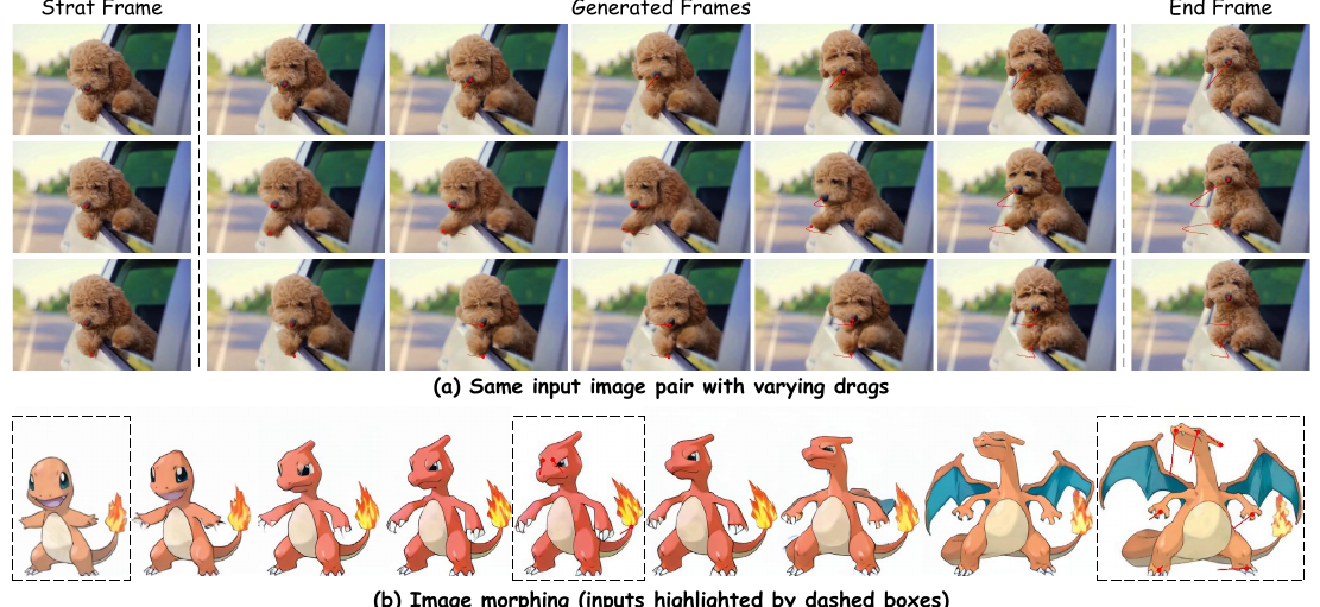 Strat Frame
Generated Frames
End Frame
(a) Same input image pair with varying drags
(b) Image morphing (inputs highlighted by dashed boxes)